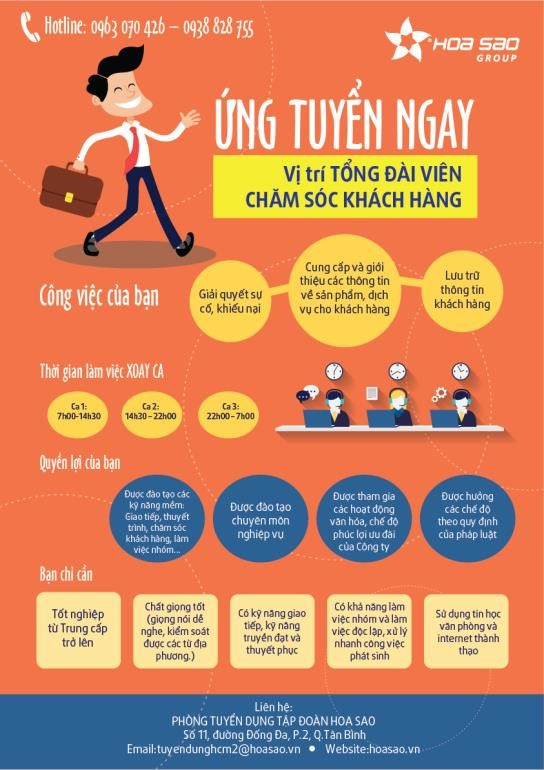 Hotline: 0963 070 426 – 0938 828 755
HOA SAO
GROUP
ỨNG TUYỂN NGAY
Vị trí TỔNG ĐÀI VIÊN
CHĂM SÓC KHÁCH HÀNG
Công việc của bạn
Giải quyết sự
cố, khiếu nại
Cung cấp và giới
thiệu các thông tin
về sản phẩm, dịch
vụ cho khách hàng
Lưu trữ
thông tin
khách hàng
Thời gian làm việc XOAY CA
Ca 1:
7h00-14h30
Ca 2:
14h30 – 22h00
Ca 3:
22h00 – 7h00
Quyền lợi của bạn
Được đào tạo các
kỹ năng mềm:
Giao tiếp, thuyết
trình, chăm sóc
khách hàng, làm
việc nhóm...
Được đào tạo
chuyên môn
nghiệp vụ
Được tham gia
các hoạt động
văn hóa, chế độ
phúc lợi ưu đãi
của Công ty
Được hưởng
các chế độ
theo quy định
của pháp luật
Bạn chỉ cần
Tốt nghiệp
từ Trung cấp
trở lên
Chất giọng tốt
(giọng nói dễ
nghe, kiểm soát
được các từ địa
phương.)
Có kỹ năng giao
tiếp, kỹ năng
truyền đạt và
thuyết phục
Có khả năng làm
việc nhóm và làm
việc độc lập, xử lý
nhanh công việc
phát sinh
Sử dụng tin học
văn phòng và
internet thành
thạo
Liên hệ:
PHÒNG TUYỂN DỤNG TẬP ĐOÀN HOA SAO
Số 11, đường Đống Đa, P.2, Q.Tân Bình
Email:tuyendunghcm2@hoasao.vn • Website:hoasao.vn